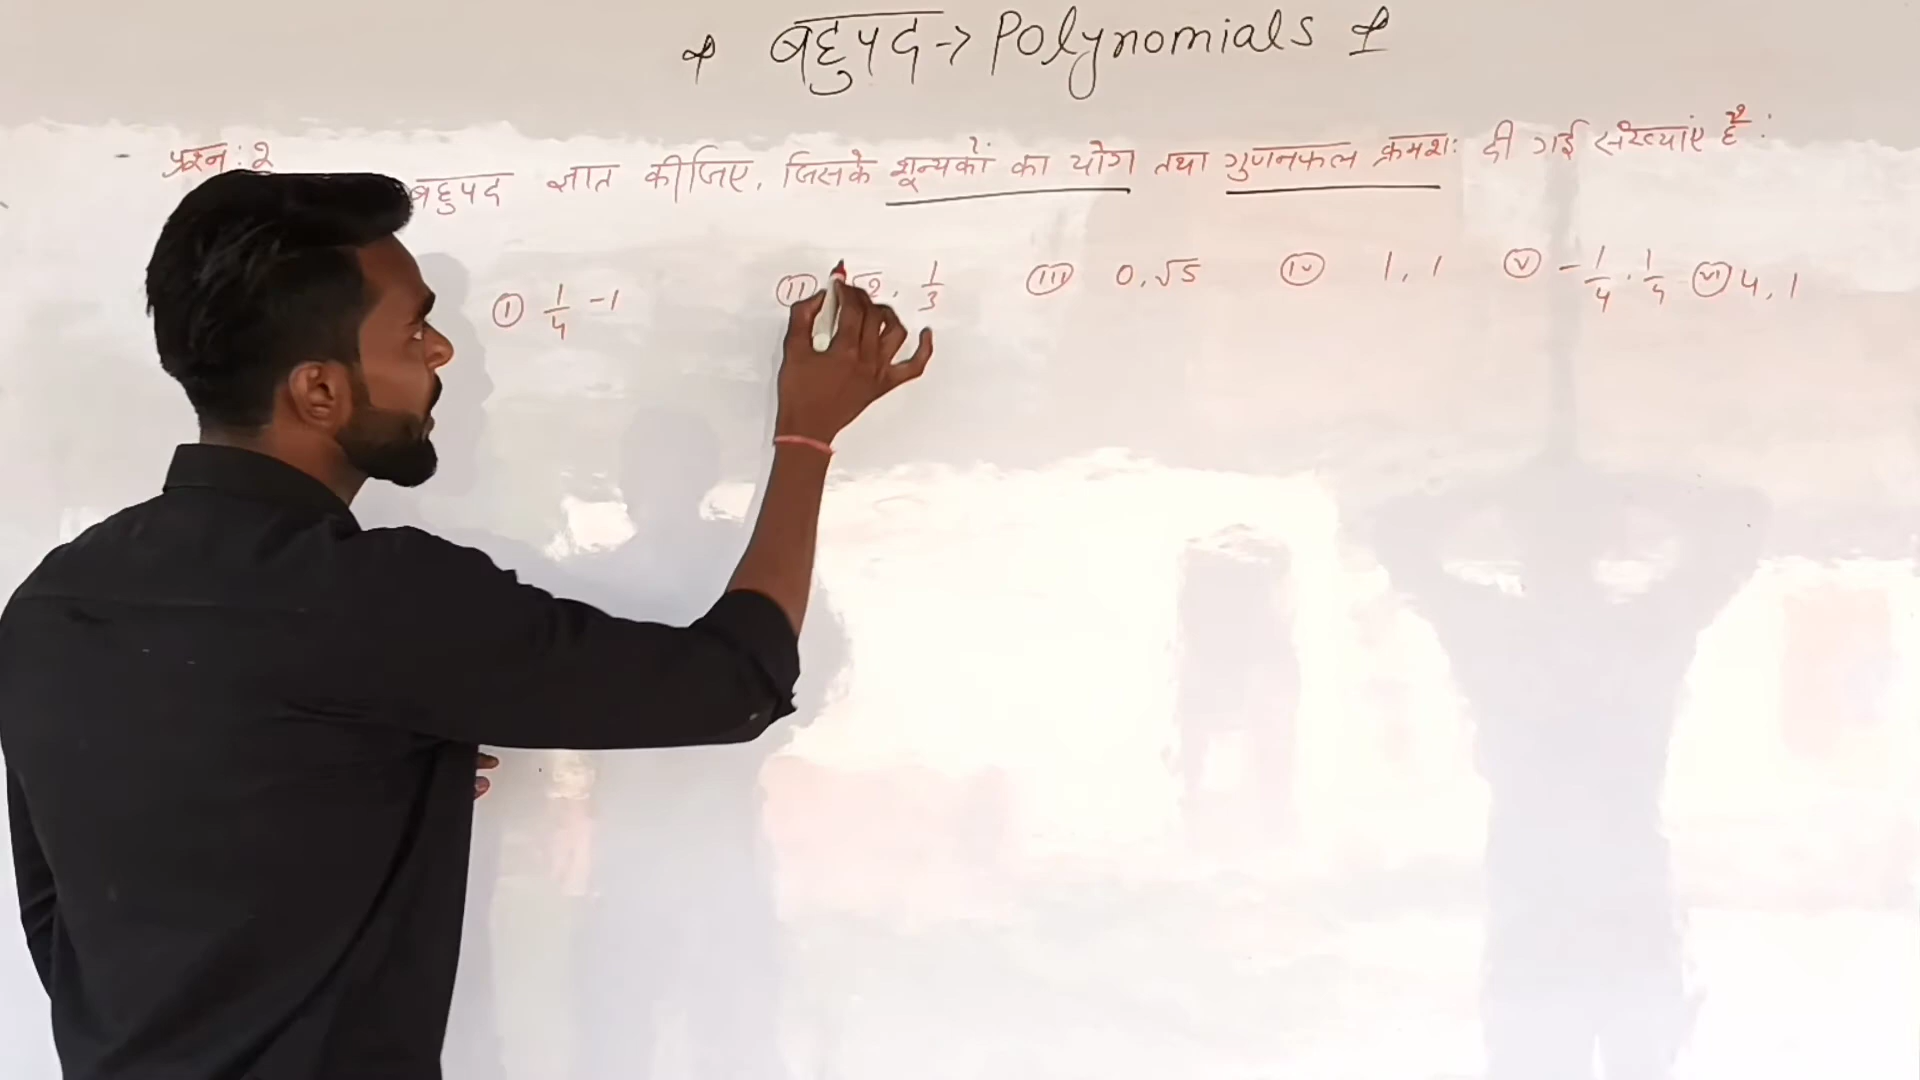 बहुपद -> Polynomials
प्रश्न: 2
बहुपद ज्ञात कीजिए, जिसके शून्यकों का योग तथा गुणनफल क्रमशः दी गई संख्याएं है:
(i) 1/4 -1 (ii) √2, 1/3 (iii) 0, √5 (iv) 1, 1 (v) -1/4, 1/4 (vi) 4, 1